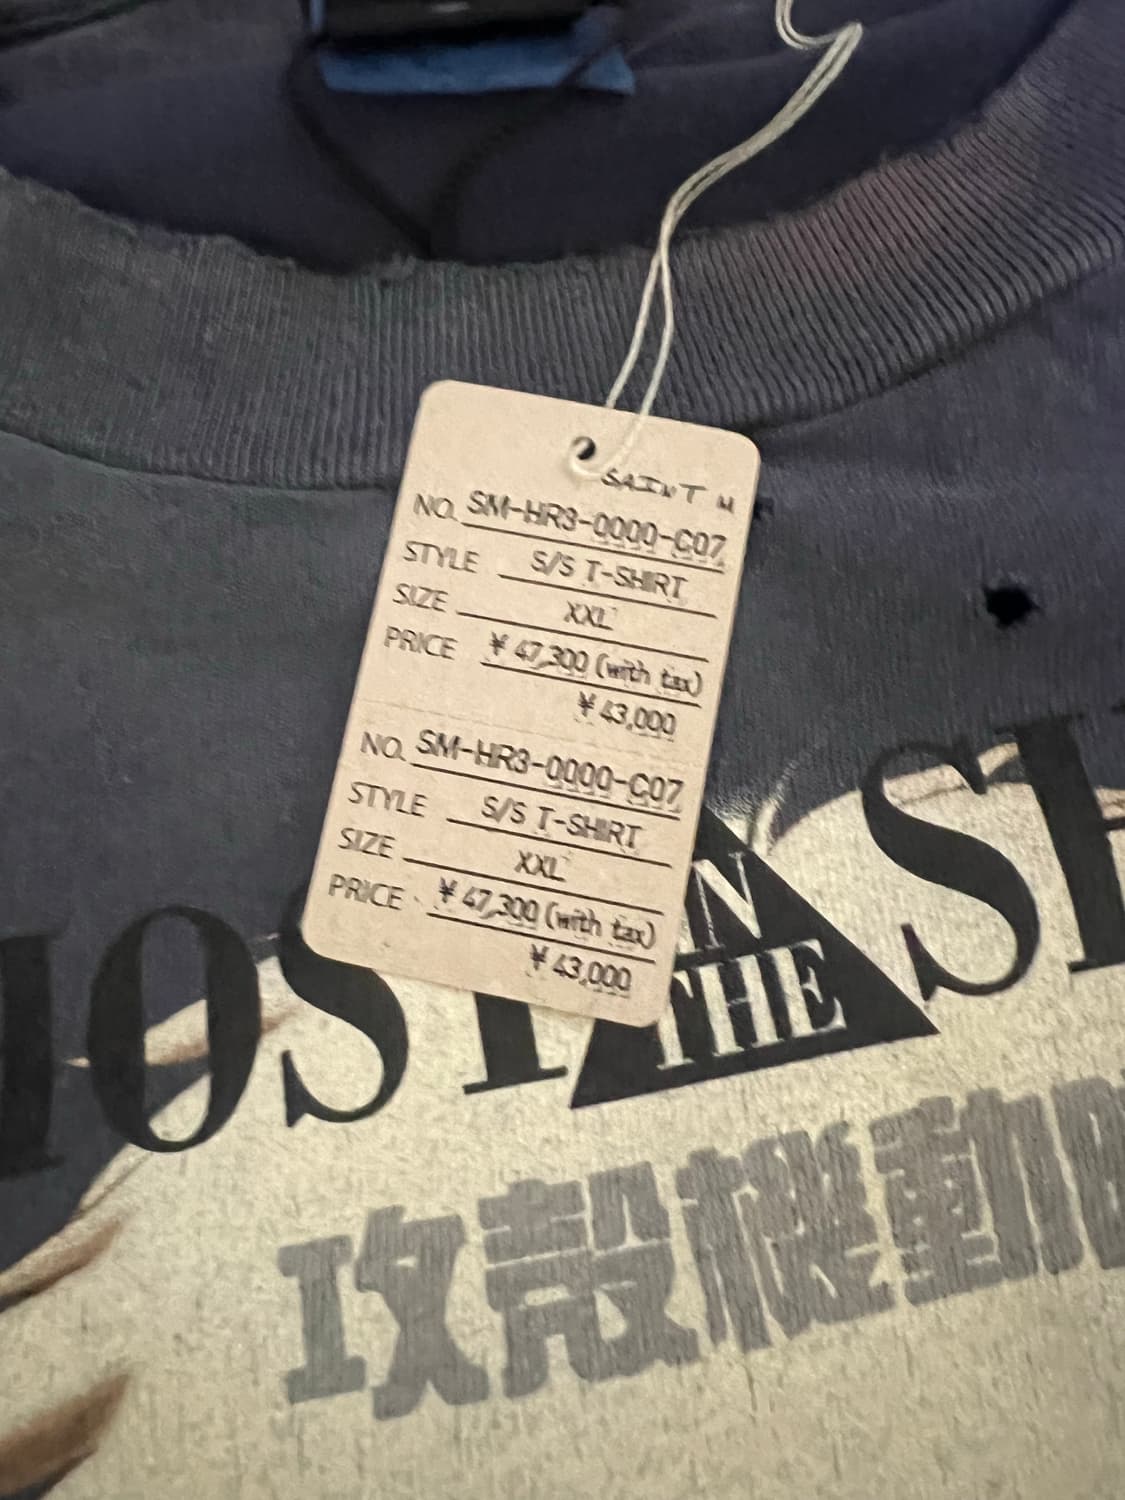 SAINT M
NO. SM-HR3-0000-C07
STYLE S/S T-SHIRT
SIZE XXL
PRICE ¥ 47,300 (with tax)
¥ 43,000
NO. SM-HR3-0000-C07
STYLE S/S T-SHIRT
SIZE XXL
PRICE ¥ 47,300 (with tax)
¥ 43,000
HOST IN THE SH
攻殻機動